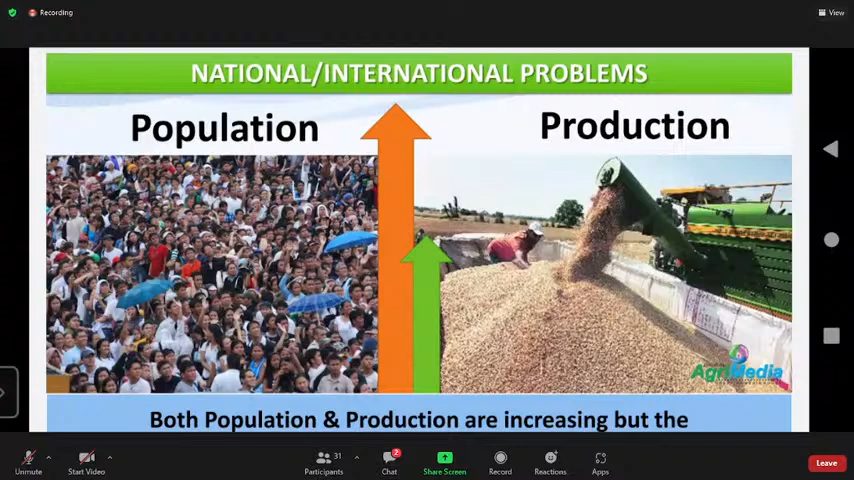 Recording
View
NATIONAL/INTERNATIONAL PROBLEMS
Population
Production
AgriMedia
Both Population & Production are increasing but the
Unmute
Start Video
31
Participants
2
Chat
Share Screen
Record
Reactions
Apps
Leave